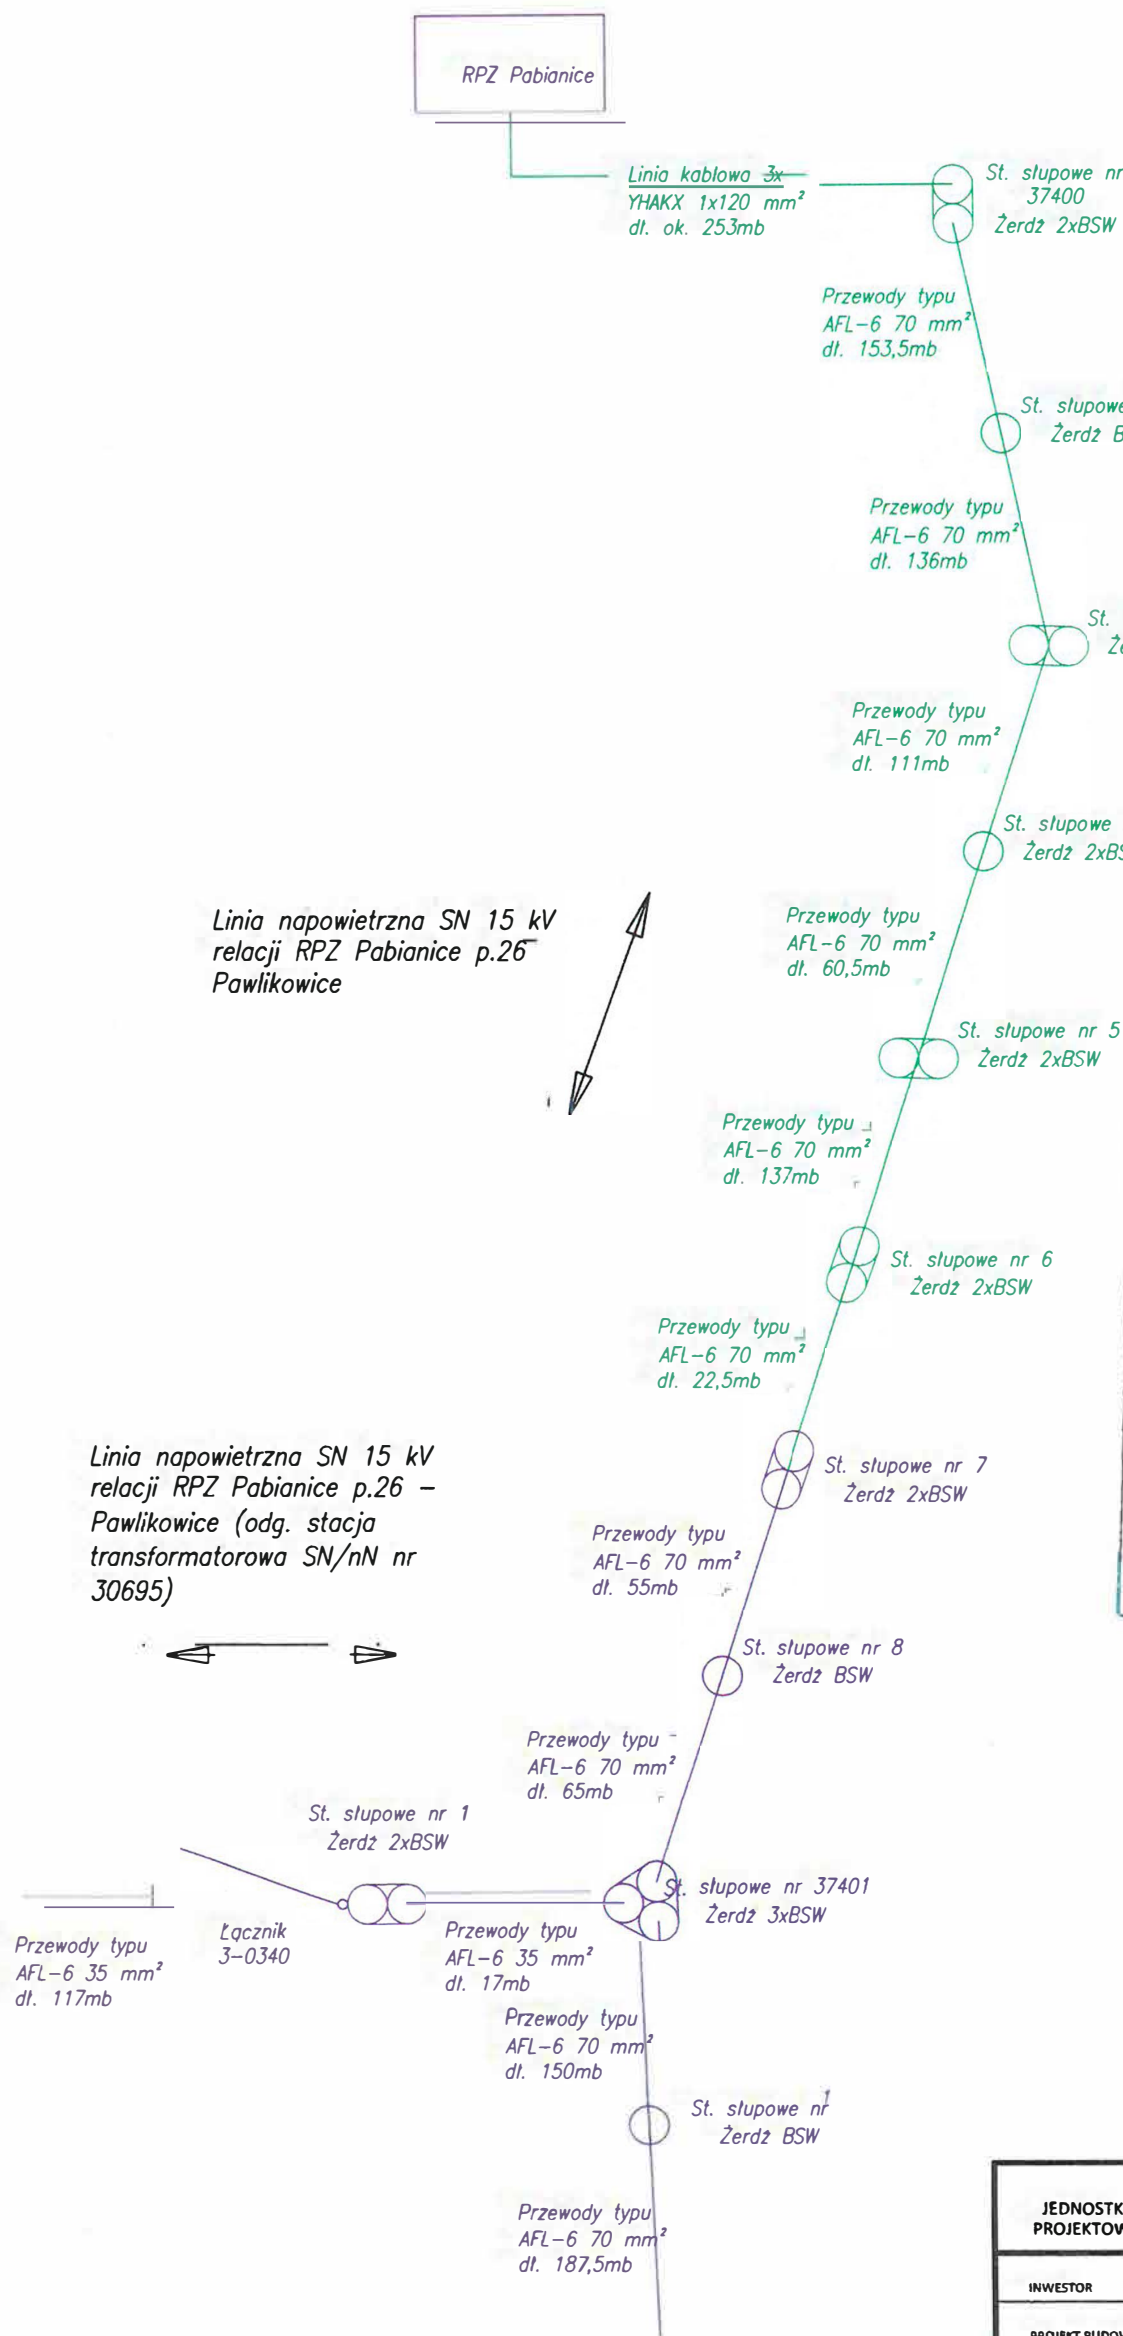 RPZ Pabianice
Linia kablowa 3x
YHAKX 1x120 mm²
dł. ok. 253mb
St. słupowe nr
37400
Żerdź 2xBSW
Przewody typu
AFL-6 70 mm²
dł. 153,5mb
St. słupowe
Żerdź B
Przewody typu
AFL-6 70 mm²
dł. 136mb
St.
Że
Przewody typu
AFL-6 70 mm²
dł. 111mb
St. słupowe
Żerdź 2xBS
Linia napowietrzna SN 15 kV
relacji RPZ Pabianice p.26
Pawlikowice
Przewody typu
AFL-6 70 mm²
dł. 60,5mb
St. słupowe nr 5
Żerdź 2xBSW
Przewody typu
AFL-6 70 mm²
dł. 137mb
St. słupowe nr 6
Żerdź 2xBSW
Przewody typu
AFL-6 70 mm²
dł. 22,5mb
Linia napowietrzna SN 15 kV
relacji RPZ Pabianice p.26 –
Pawlikowice (odg. stacja
transformatorowa SN/nN nr
30695)
St. słupowe nr 7
Żerdź 2xBSW
Przewody typu
AFL-6 70 mm²
dł. 55mb
St. słupowe nr 8
Żerdź BSW
Przewody typu
AFL-6 70 mm²
dł. 65mb
St. słupowe nr 1
Żerdź 2xBSW
St. słupowe nr 37401
Żerdź 3xBSW
Przewody typu
AFL-6 35 mm²
dł. 117mb
Łącznik
3-0340
Przewody typu
AFL-6 35 mm²
dł. 17mb
Przewody typu
AFL-6 70 mm²
dł. 150mb
St. słupowe nr 1
Żerdź BSW
Przewody typu
AFL-6 70 mm²
dł. 187,5mb
JEDNOSTK
PROJEKTOW
INWESTOR